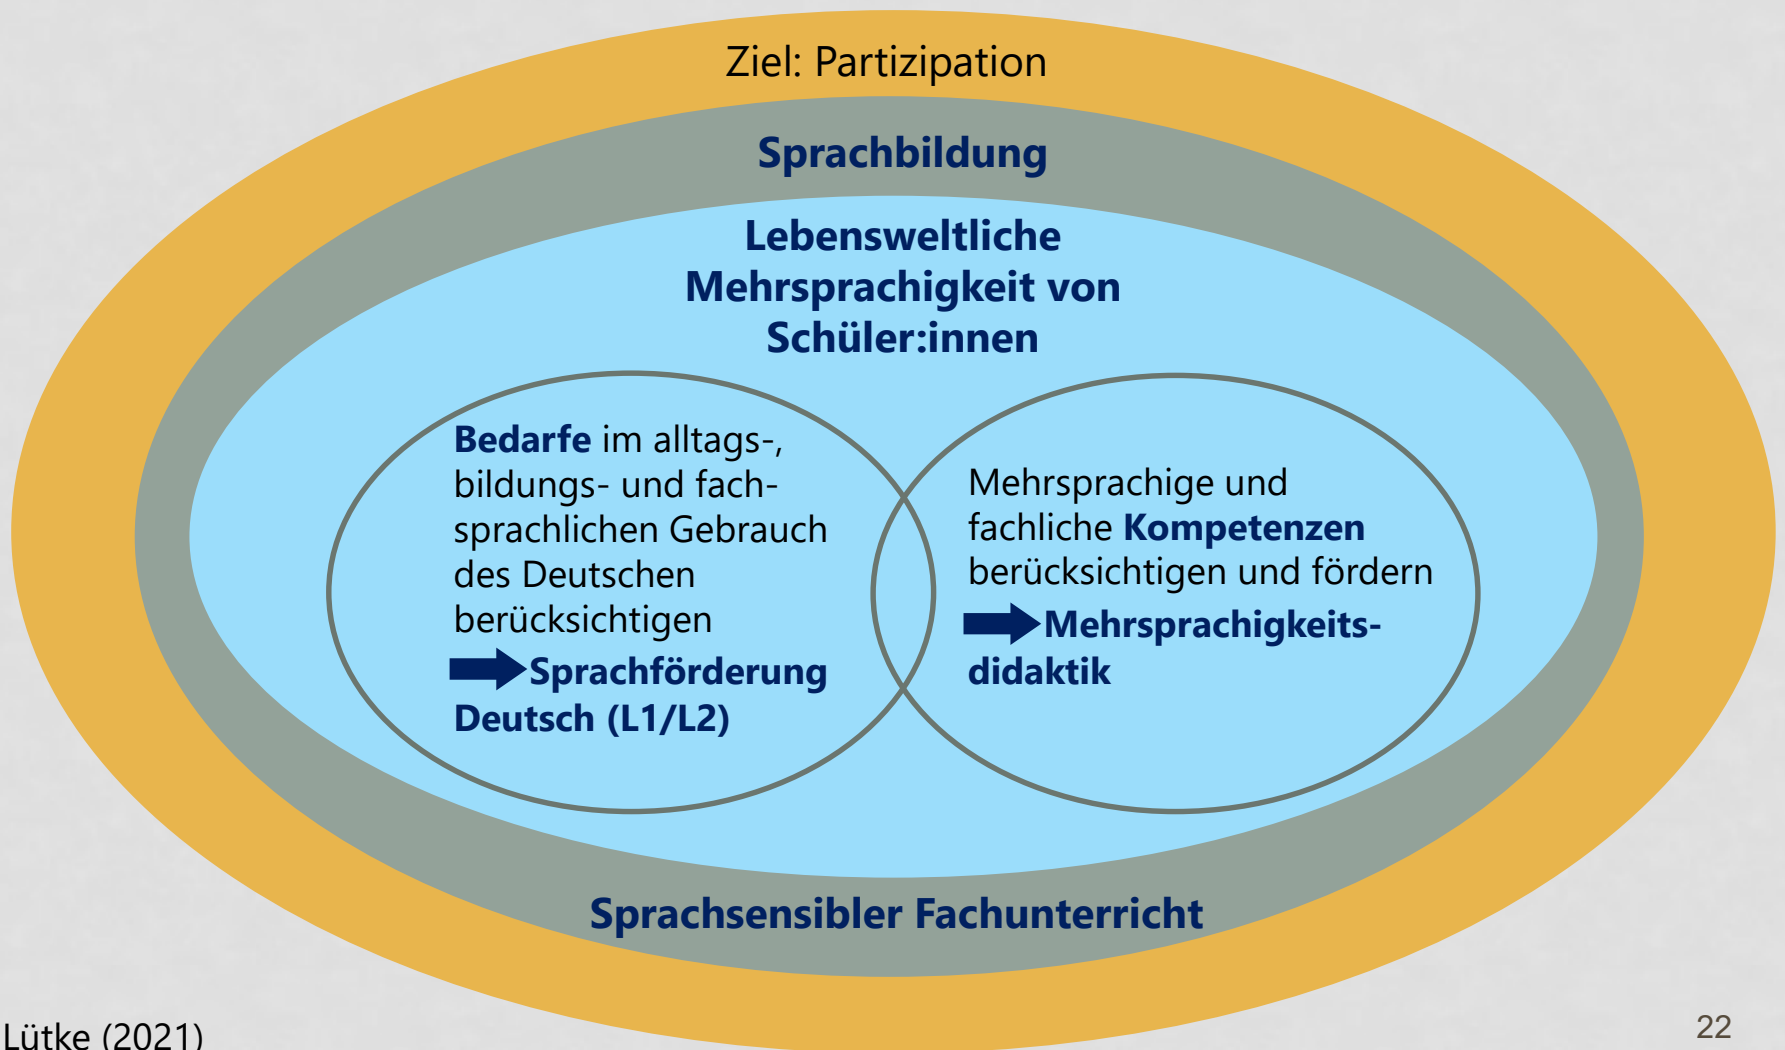 Ziel: Partizipation
Sprachbildung
Lebensweltliche
Mehrsprachigkeit von
Schüler:innen
Bedarfe im alltags-,
bildungs- und fach-
sprachlichen Gebrauch
des Deutschen
berücksichtigen
Sprachförderung
Deutsch (L1/L2)
Mehrsprachige und
fachliche Kompetenzen
berücksichtigen und fördern
Mehrsprachigkeits-
didaktik
Sprachsensibler Fachunterricht
Lütke (2021)
22